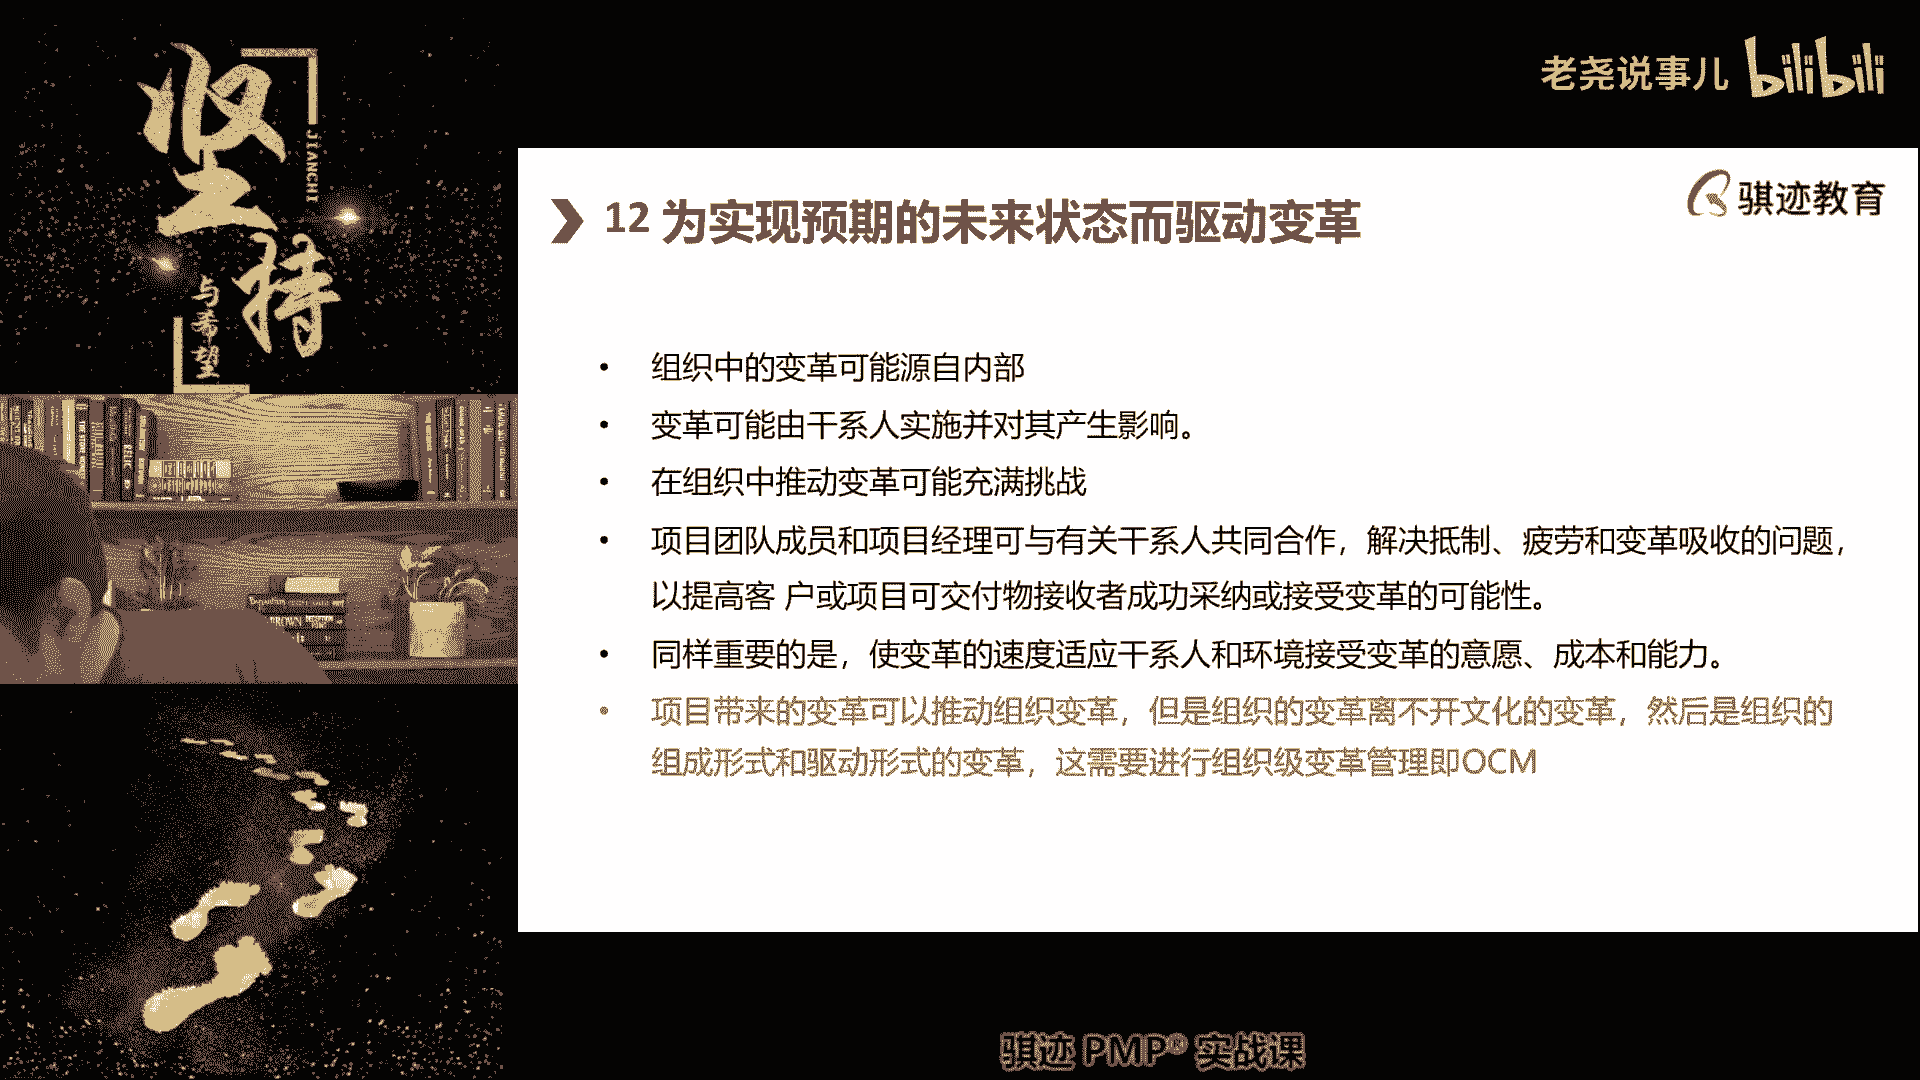 坚持
JIANCHI
与希望
老尧说事儿 bilibili
骐迹教育
12 为实现预期的未来状态而驱动变革
• 组织中的变革可能源自内部
• 变革可能由干系人实施并对其产生影响。
• 在组织中推动变革可能充满挑战
• 项目团队成员和项目经理可与有关干系人共同合作，解决抵制、疲劳和变革吸收的问题，
以提高客 户或项目可交付物接收者成功采纳或接受变革的可能性。
• 同样重要的是，使变革的速度适应干系人和环境接受变革的意愿、成本和能力。
• 项目带来的变革可以推动组织变革，但是组织的变革离不开文化的变革，然后是组织的
组成形式和驱动形式的变革，这需要进行组织级变革管理即OCM
BROWN
骐迹 PMP® 实战课